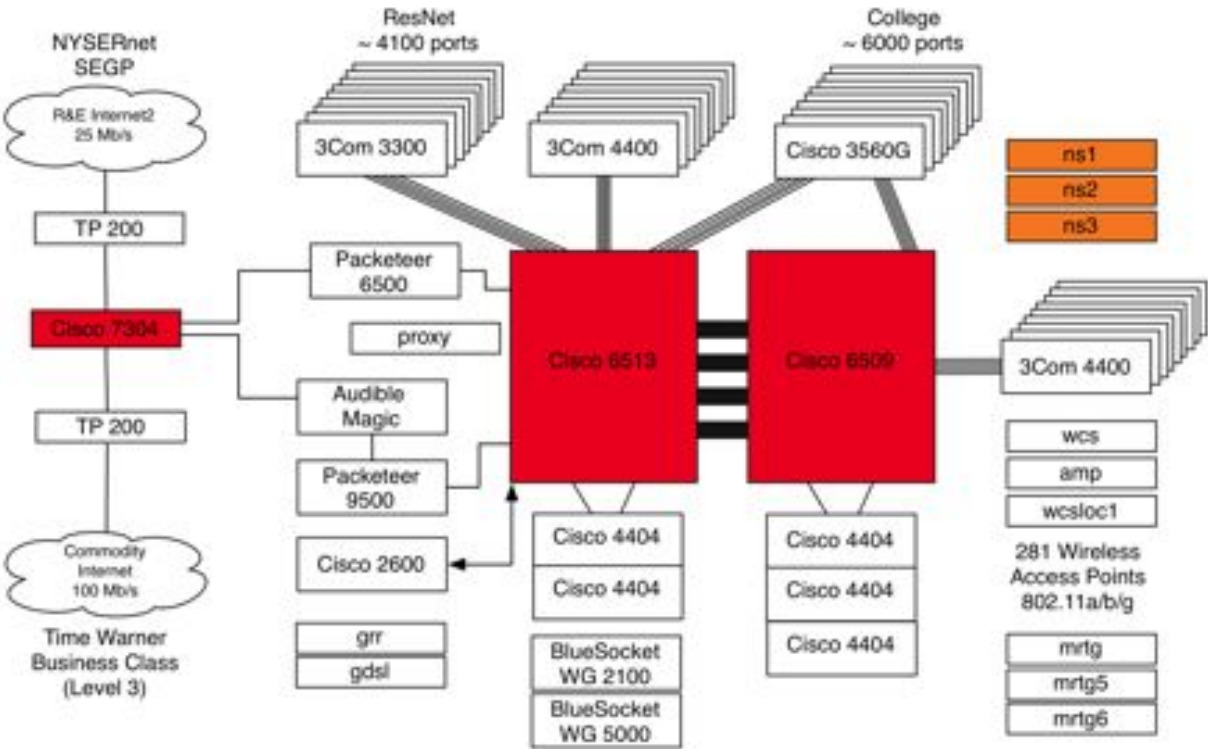 NYSERnet
SEGP
R&E Internet2
25 Mb/s
TP 200
Cisco 7304
TP 200
Commodity
Internet
100 Mb/s
Time Warner
Business Class
(Level 3)
ResNet
~ 4100 ports
3Com 3300
3Com 4400
College
~ 6000 ports
Cisco 3560G
Packeteer
6500
proxy
Audible
Magic
Packeteer
9500
Cisco 2600
grr
gdsl
Cisco 6513
Cisco 6509
Cisco 4404
Cisco 4404
BlueSocket
WG 2100
BlueSocket
WG 5000
Cisco 4404
Cisco 4404
Cisco 4404
ns1
ns2
ns3
3Com 4400
wcs
amp
wcsloc1
281 Wireless
Access Points
802.11a/b/g
mrtg
mrtg5
mrtg6